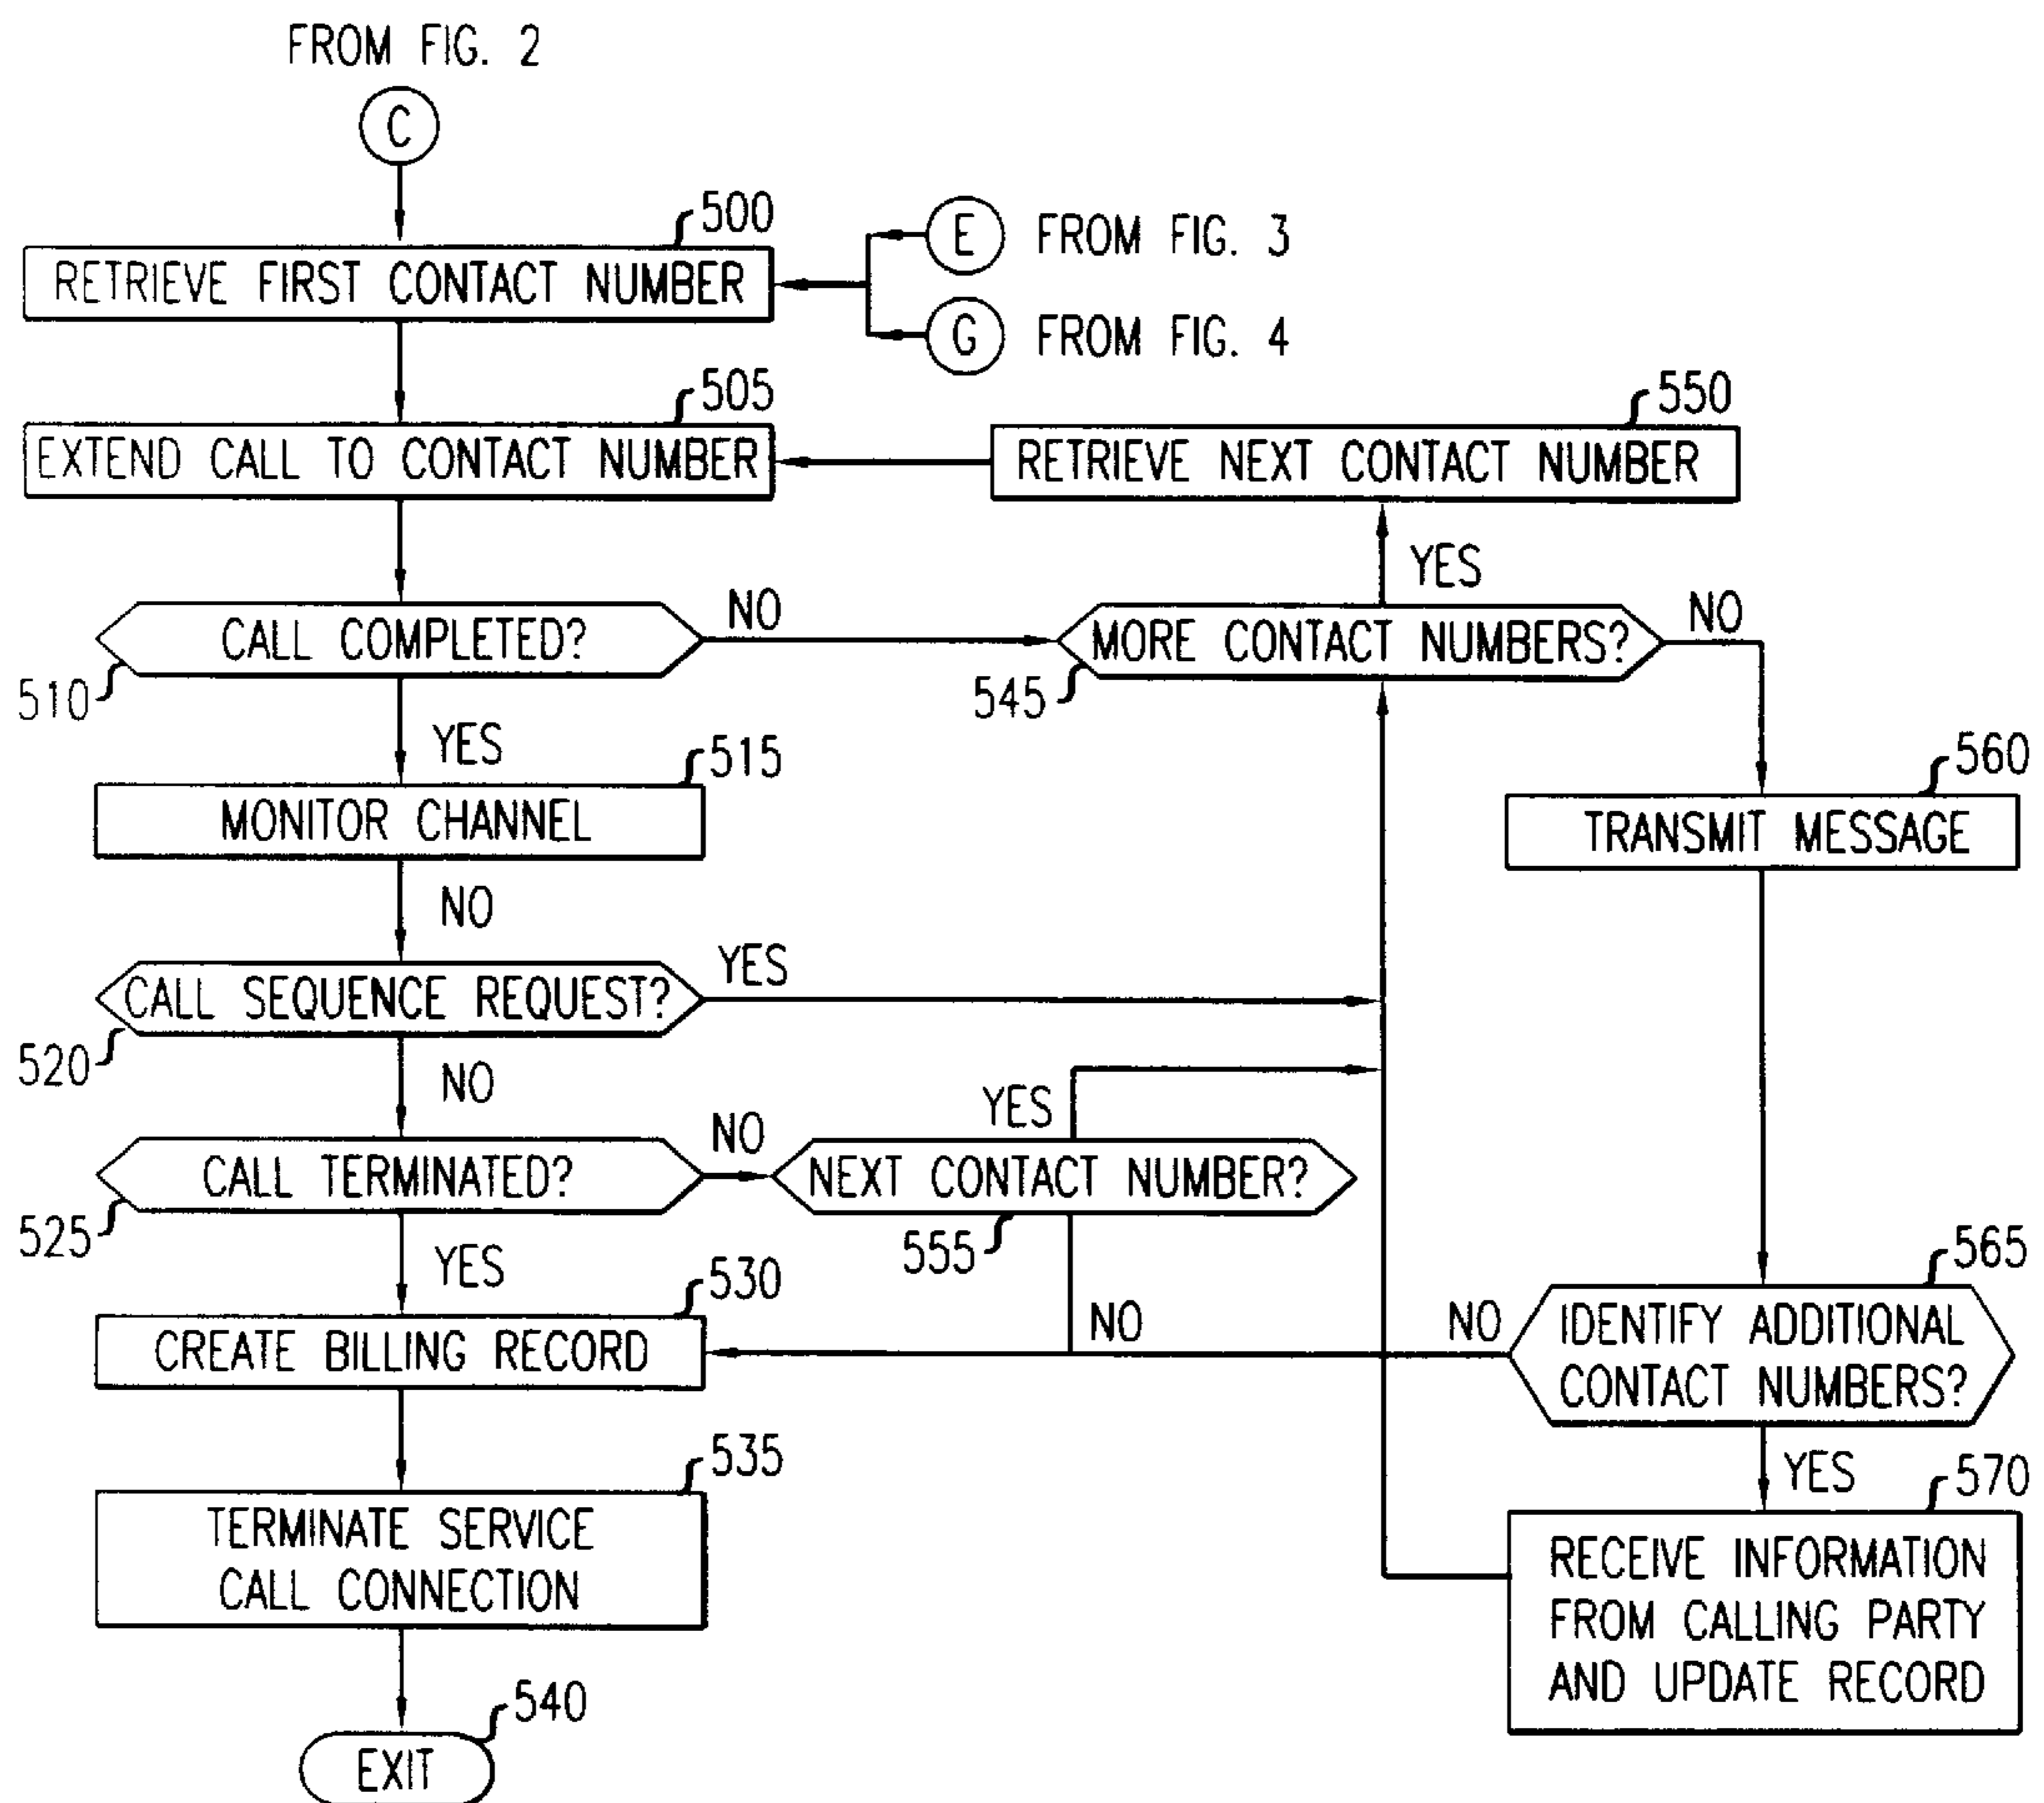 FROM FIG. 2
C
500
RETRIEVE FIRST CONTACT NUMBER
E FROM FIG. 3
G FROM FIG. 4
505
EXTEND CALL TO CONTACT NUMBER
550
RETRIEVE NEXT CONTACT NUMBER
YES
CALL COMPLETED?
NO
510
MORE CONTACT NUMBERS?
NO
545
YES
515
MONITOR CHANNEL
560
TRANSMIT MESSAGE
NO
CALL SEQUENCE REQUEST?
YES
520
NO
CALL TERMINATED?
NO
525
YES
NEXT CONTACT NUMBER?
555
YES
530
CREATE BILLING RECORD
NO
565
NO
IDENTIFY ADDITIONAL
CONTACT NUMBERS?
YES
535
TERMINATE SERVICE
CALL CONNECTION
570
RECEIVE INFORMATION
FROM CALLING PARTY
AND UPDATE RECORD
540
EXIT